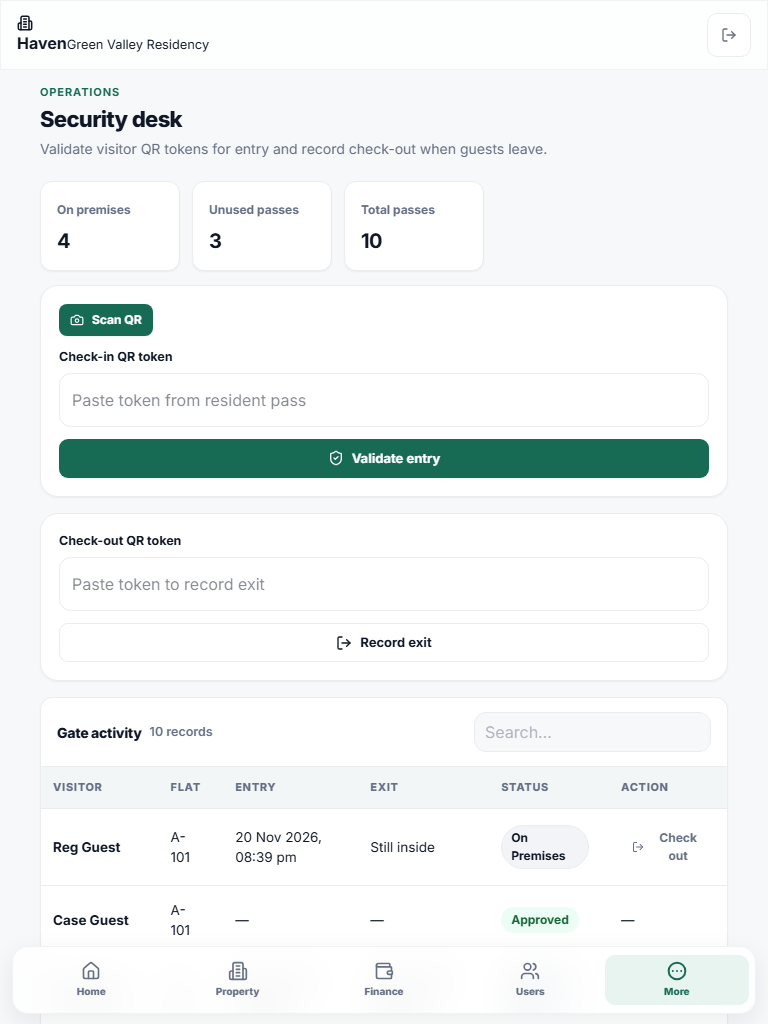 HavenGreen Valley Residency
OPERATIONS
Security desk
Validate visitor QR tokens for entry and record check-out when guests leave.
On premises
4
Unused passes
3
Total passes
10
Scan QR
Check-in QR token
Paste token from resident pass
Validate entry
Check-out QR token
Paste token to record exit
Record exit
Gate activity 10 records
Search...
VISITOR FLAT ENTRY EXIT STATUS ACTION
Reg Guest
A-
101
20 Nov 2026,
08:39 pm
Still inside
On
Premises
Check
out
Case Guest
A-
101
—
—
Approved
—
Home
Property
Finance
Users
More